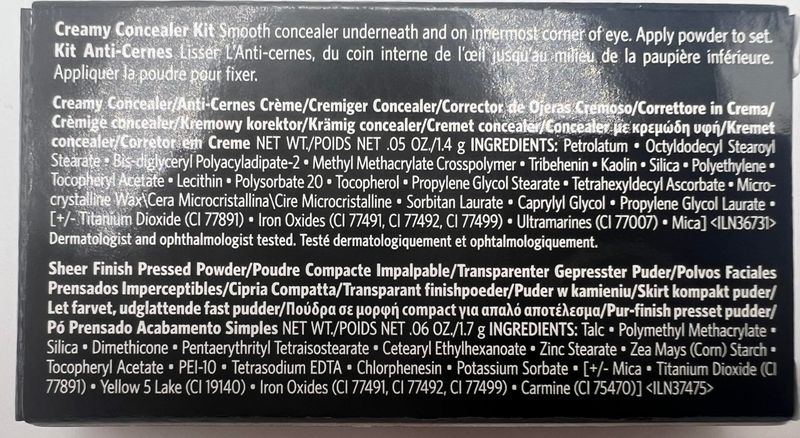 Creamy Concealer Kit Smooth concealer underneath and on innermost corner of eye. Apply powder to set.
Kit Anti-Cernes Lisser L'Anti-cernes, du coin interne de l'œil jusqu'au milieu de la paupière inférieure.
Appliquer la poudre pour fixer.
Creamy Concealer/Anti-Cernes Crème/Cremiger Concealer/Corrector de Ojeras Cremoso/Correttore in Crema/
Crèmige concealer/Kremowy korektor/Krämig concealer/Cremet concealer/Concealer με κρεμώδη υφή/Kremet
concealer/Corretor em Creme NET WT./POIDS NET .05 OZ/1.4 g INGREDIENTS: Petrolatum • Octyldodecyl Stearoyl
Stearate • Bis-diglyceryl Polyacyladipate-2 • Methyl Methacrylate Crosspolymer • Tribehenin • Kaolin • Silica • Polyethylene •
Tocopheryl Acetate • Lecithin • Polysorbate 20 • Tocopherol • Propylene Glycol Stearate • Tetrahexyldecyl Ascorbate • Micro-
crystalline Wax\Cera Microcristallina\Cire Microcristalline • Sorbitan Laurate • Caprylyl Glycol • Propylene Glycol Laurate •
[+/- Titanium Dioxide (CI 77891) • Iron Oxides (CI 77491, CI 77492, CI 77499) • Ultramarines (CI 77007) • Mica] <ILN36731>
Dermatologist and ophthalmologist tested. Testé dermatologiquement et ophtalmologiquement.
Sheer Finish Pressed Powder/Poudre Compacte Impalpable/Transparenter Gepresster Puder/Polvos Faciales
Prensados Imperceptibles/Cipria Compatta/Transparant finishpoeder/Puder w kamieniu/Skirt kompakt puder/
Let farvet, udglattende fast pudder/Πούδρα σε μορφή compact για απαλό αποτέλεσμα/Pur-finish presset pudder/
Pó Prensado Acabamento Simples NET WT./POIDS NET .06 OZ/1.7 g INGREDIENTS: Talc • Polymethyl Methacrylate •
Silica • Dimethicone • Pentaerythrityl Tetraisostearate • Cetearyl Ethylhexanoate • Zinc Stearate • Zea Mays (Corn) Starch •
Tocopheryl Acetate • PEI-10 • Tetrasodium EDTA • Chlorphenesin • Potassium Sorbate • [+/- Mica • Titanium Dioxide (CI
77891) • Yellow 5 Lake (CI 19140) • Iron Oxides (CI 77491, CI 77492, CI 77499) • Carmine (CI 75470)] <ILN37475>